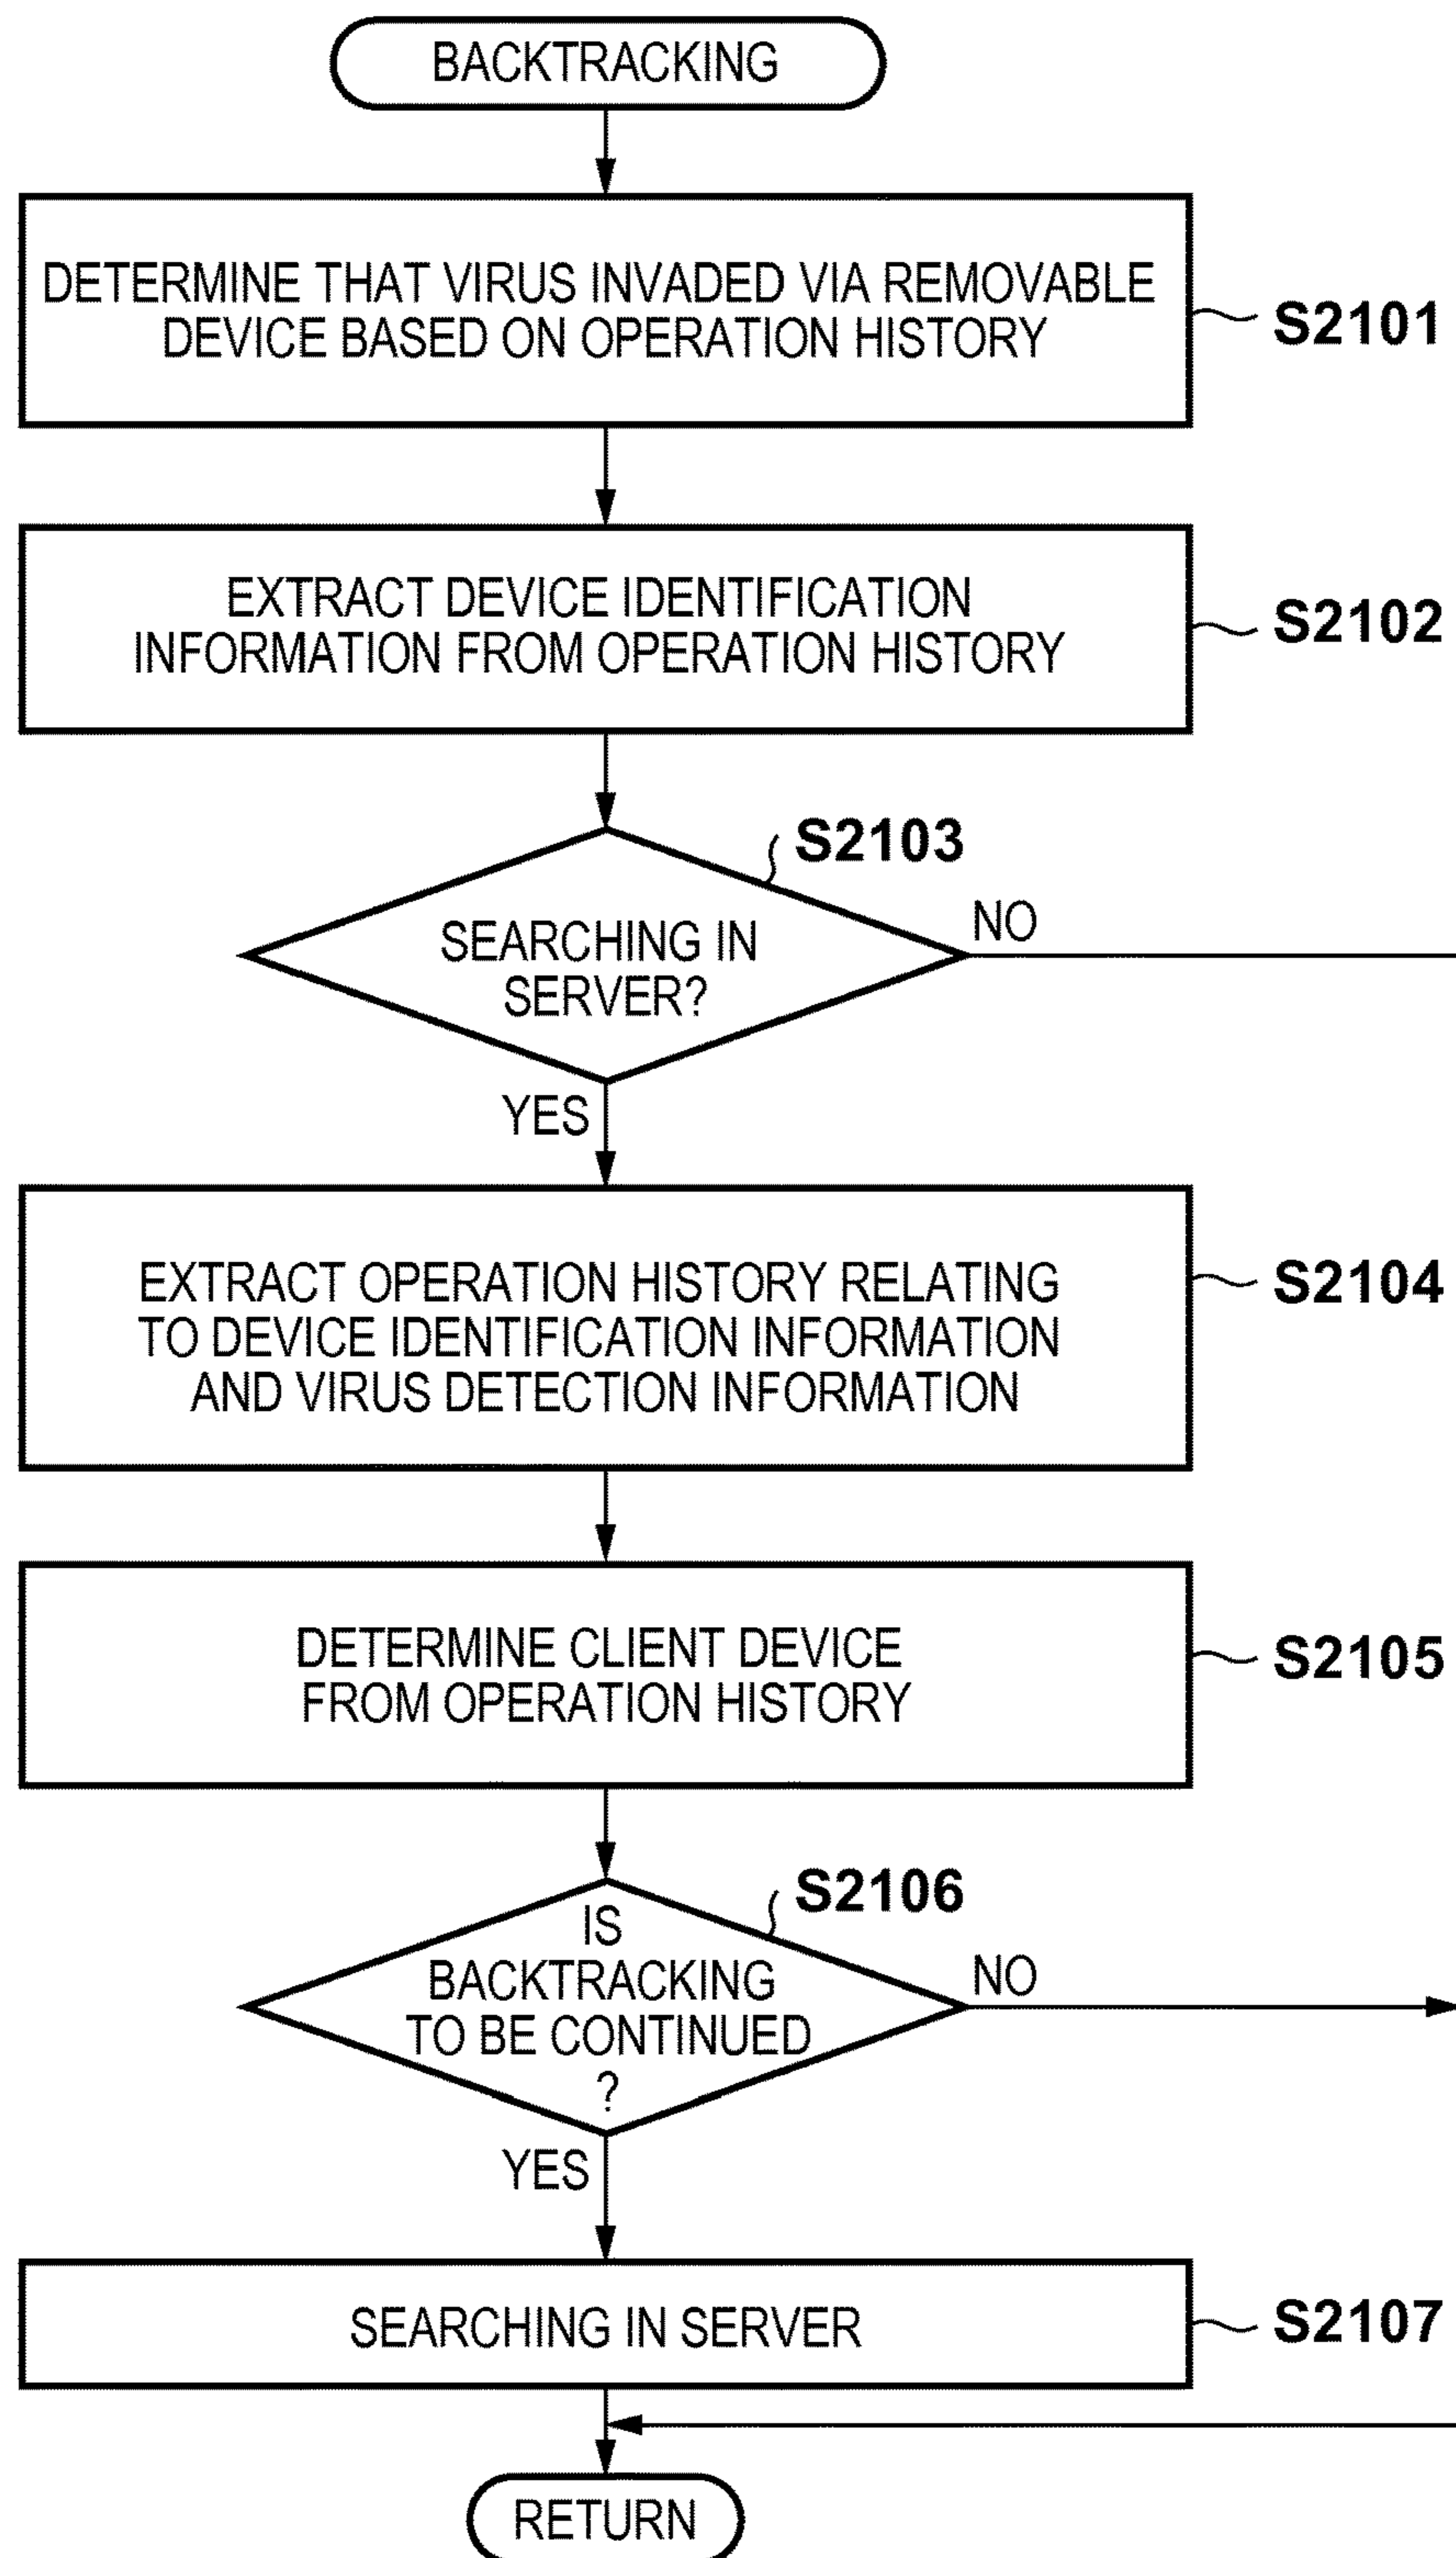 BACKTRACKING
DETERMINE THAT VIRUS INVADED VIA REMOVABLE
DEVICE BASED ON OPERATION HISTORY
S2101
EXTRACT DEVICE IDENTIFICATION
INFORMATION FROM OPERATION HISTORY
S2102
S2103
SEARCHING IN
SERVER?
NO
YES
EXTRACT OPERATION HISTORY RELATING
TO DEVICE IDENTIFICATION INFORMATION
AND VIRUS DETECTION INFORMATION
S2104
DETERMINE CLIENT DEVICE
FROM OPERATION HISTORY
S2105
S2106
IS
BACKTRACKING
TO BE CONTINUED
?
NO
YES
SEARCHING IN SERVER
S2107
RETURN